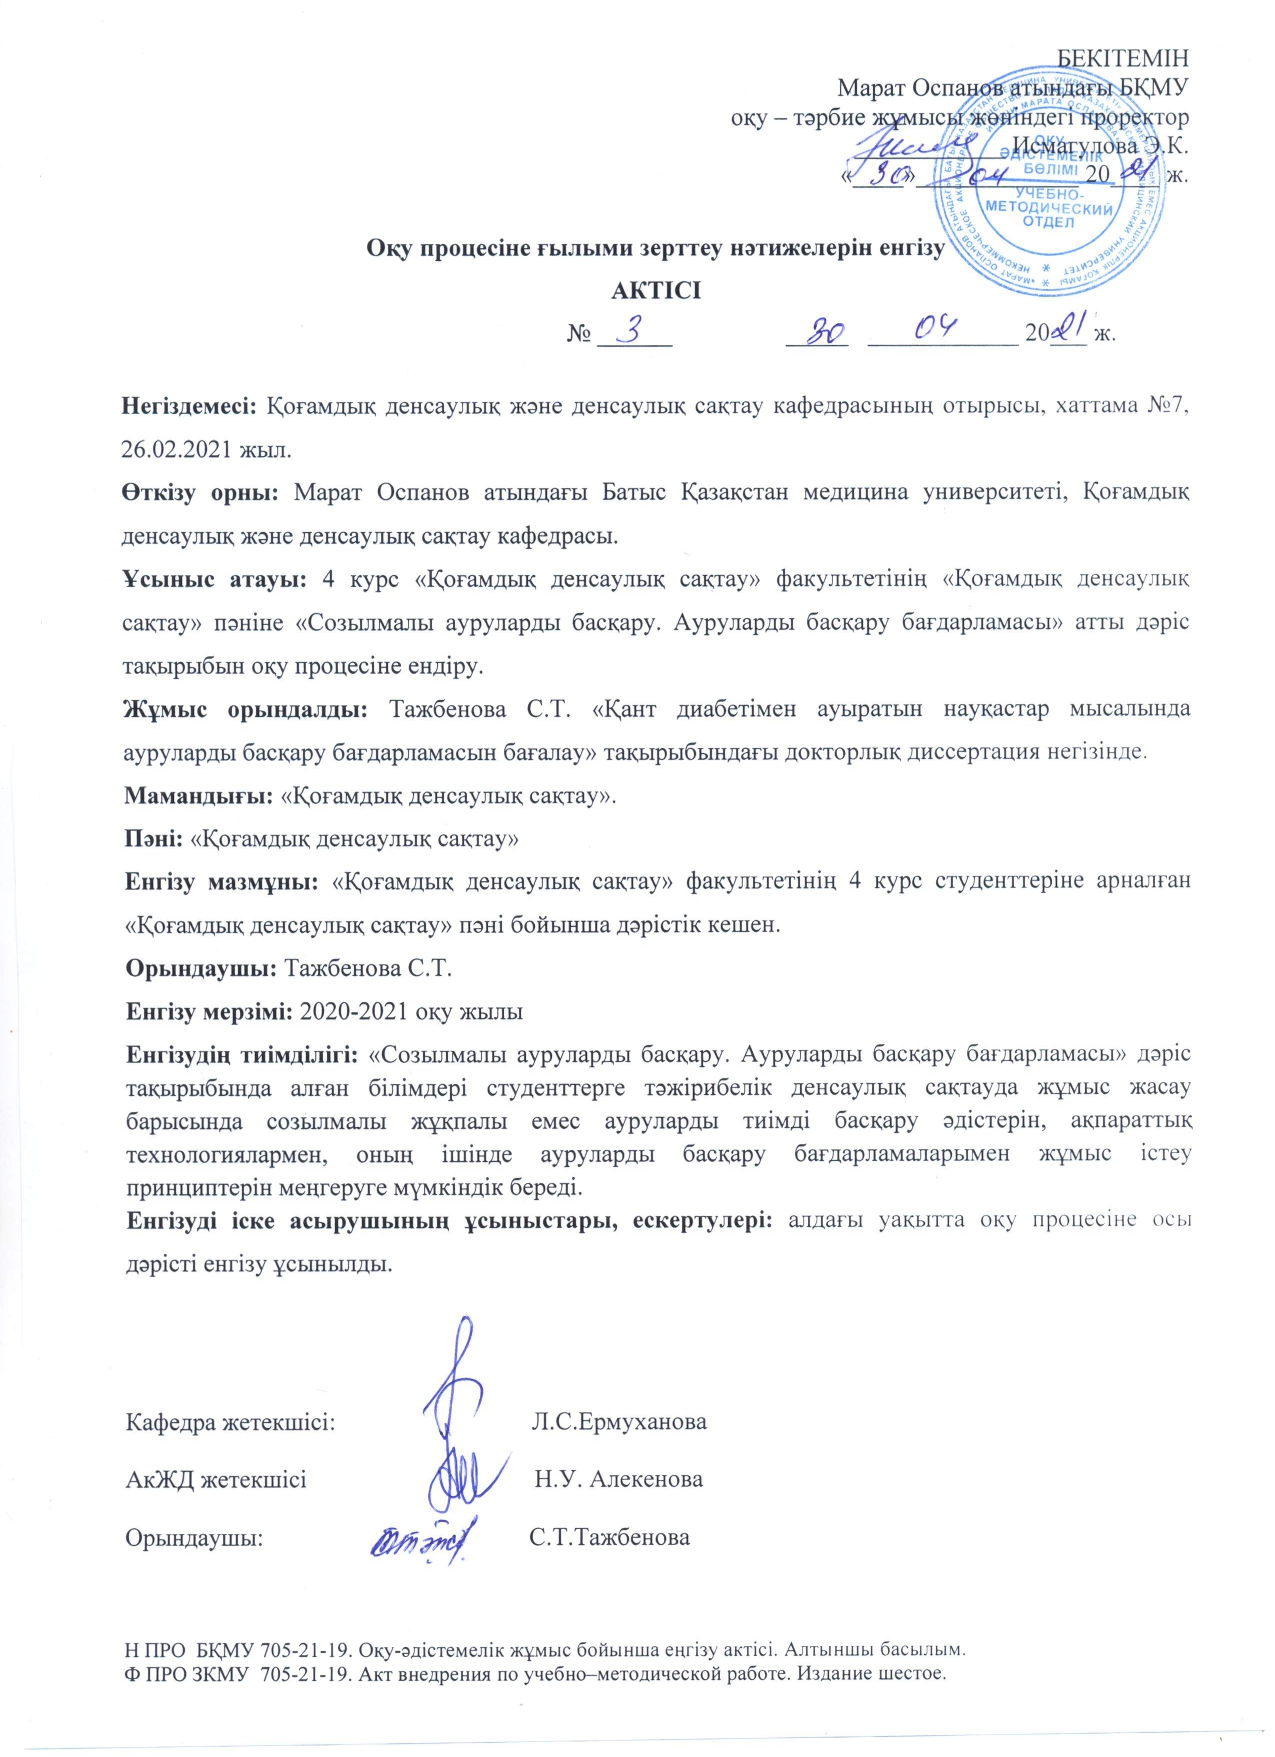 БЕКІТЕМІН
Марат Оспанов атындағы БҚМУ
оқу – тәрбие жұмысы жөніндегі проректор
____________ Исмагулова Э.К.
«30» 04 2021 ж.
ОҚУ
ӘДІСТЕМЕЛІК
БӨЛІМІ
УЧЕБНО-
МЕТОДИЧЕСКИЙ
ОТДЕЛ
Оқу процесіне ғылыми зерттеу нәтижелерін енгізу
АКТІСІ
№ 3 30 04 2021 ж.
Негіздемесі: Қоғамдық денсаулық және денсаулық сақтау кафедрасының отырысы, хаттама №7,
26.02.2021 жыл.
Өткізу орны: Марат Оспанов атындағы Батыс Қазақстан медицина университеті, Қоғамдық
денсаулық және денсаулық сақтау кафедрасы.
Ұсыныс атауы: 4 курс «Қоғамдық денсаулық сақтау» факультетінің «Қоғамдық денсаулық
сақтау» пәніне «Созылмалы ауруларды басқару. Ауруларды басқару бағдарламасы» атты дәріс
тақырыбын оқу процесіне ендіру.
Жұмыс орындалды: Тажбенова С.Т. «Қант диабетімен ауыратын науқастар мысалында
ауруларды басқару бағдарламасын бағалау» тақырыбындағы докторлық диссертация негізінде.
Мамандығы: «Қоғамдық денсаулық сақтау».
Пәні: «Қоғамдық денсаулық сақтау»
Енгізу мазмұны: «Қоғамдық денсаулық сақтау» факультетінің 4 курс студенттеріне арналған
«Қоғамдық денсаулық сақтау» пәні бойынша дәрістік кешен.
Орындаушы: Тажбенова С.Т.
Енгізу мерзімі: 2020-2021 оқу жылы
Енгізудің тиімділігі: «Созылмалы ауруларды басқару. Ауруларды басқару бағдарламасы» дәріс
тақырыбында алған білімдері студенттерге тәжірибелік денсаулық сақтауда жұмыс жасау
барысында созылмалы жұқпалы емес ауруларды тиімді басқару әдістерін, ақпараттық
технологиялармен, оның ішінде ауруларды басқару бағдарламаларымен жұмыс істеу
принциптерін меңгеруге мүмкіндік береді.
Енгізуді іске асырушының ұсыныстары, ескертулері: алдағы уақытта оқу процесіне осы
дәрісті енгізу ұсынылды.
Кафедра жетекшісі: Л.С.Ермуханова
АкЖД жетекшісі Н.У. Алекенова
Орындаушы: С.Т.Тажбенова
Н ПРО БҚМУ 705-21-19. Оқу-әдістемелік жұмыс бойынша еңгізу актісі. Алтыншы басылым.
Ф ПРО ЗКМУ 705-21-19. Акт внедрения по учебно–методической работе. Издание шестое.